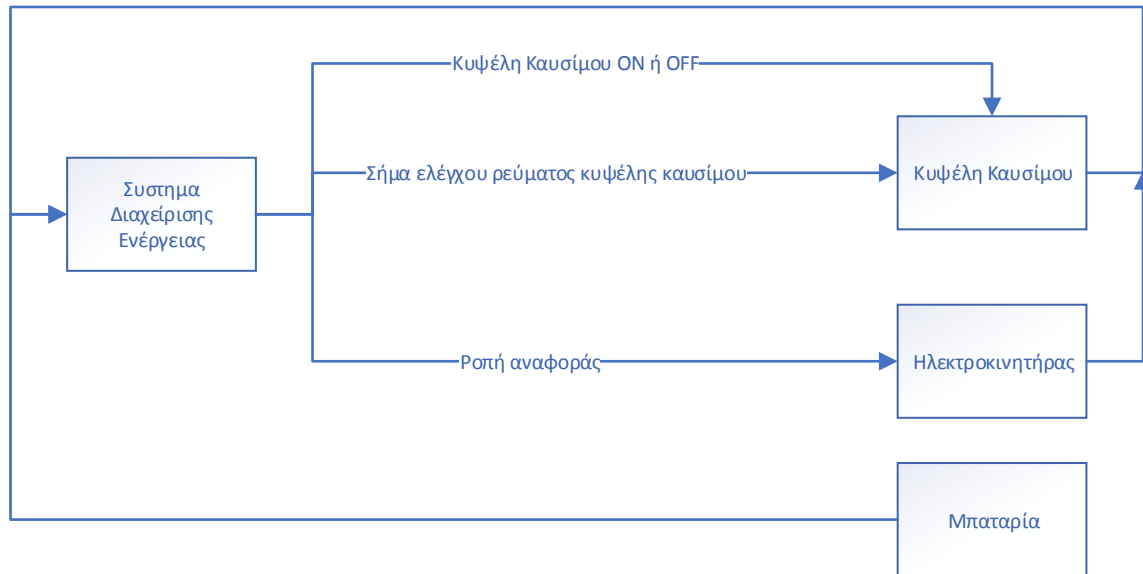 Κυψέλη Καυσίμου ON ή OFF
Σήμα ελέγχου ρεύματος κυψέλης καυσίμου
Κυψέλη Καυσίμου
Συστημα
Διαχείρισης
Ενέργειας
Ροπή αναφοράς
Ηλεκτροκινητήρας
Μπαταρία